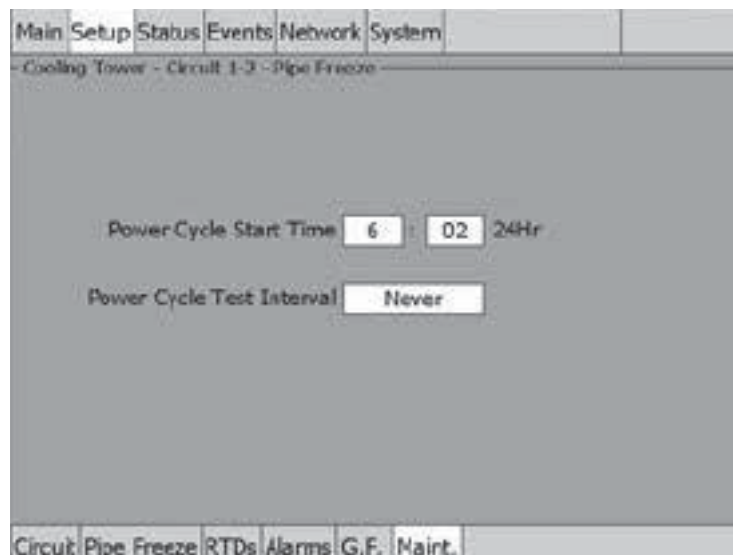 Main Setup Status Events Network System
Cooling Tower - Circuit 1-2 - Pipe Freeze
Power Cycle Start Time 6 : 02 24Hr
Power Cycle Test Interval Never
Circuit Pipe Freeze RTDs Alarms G.F. Maint.